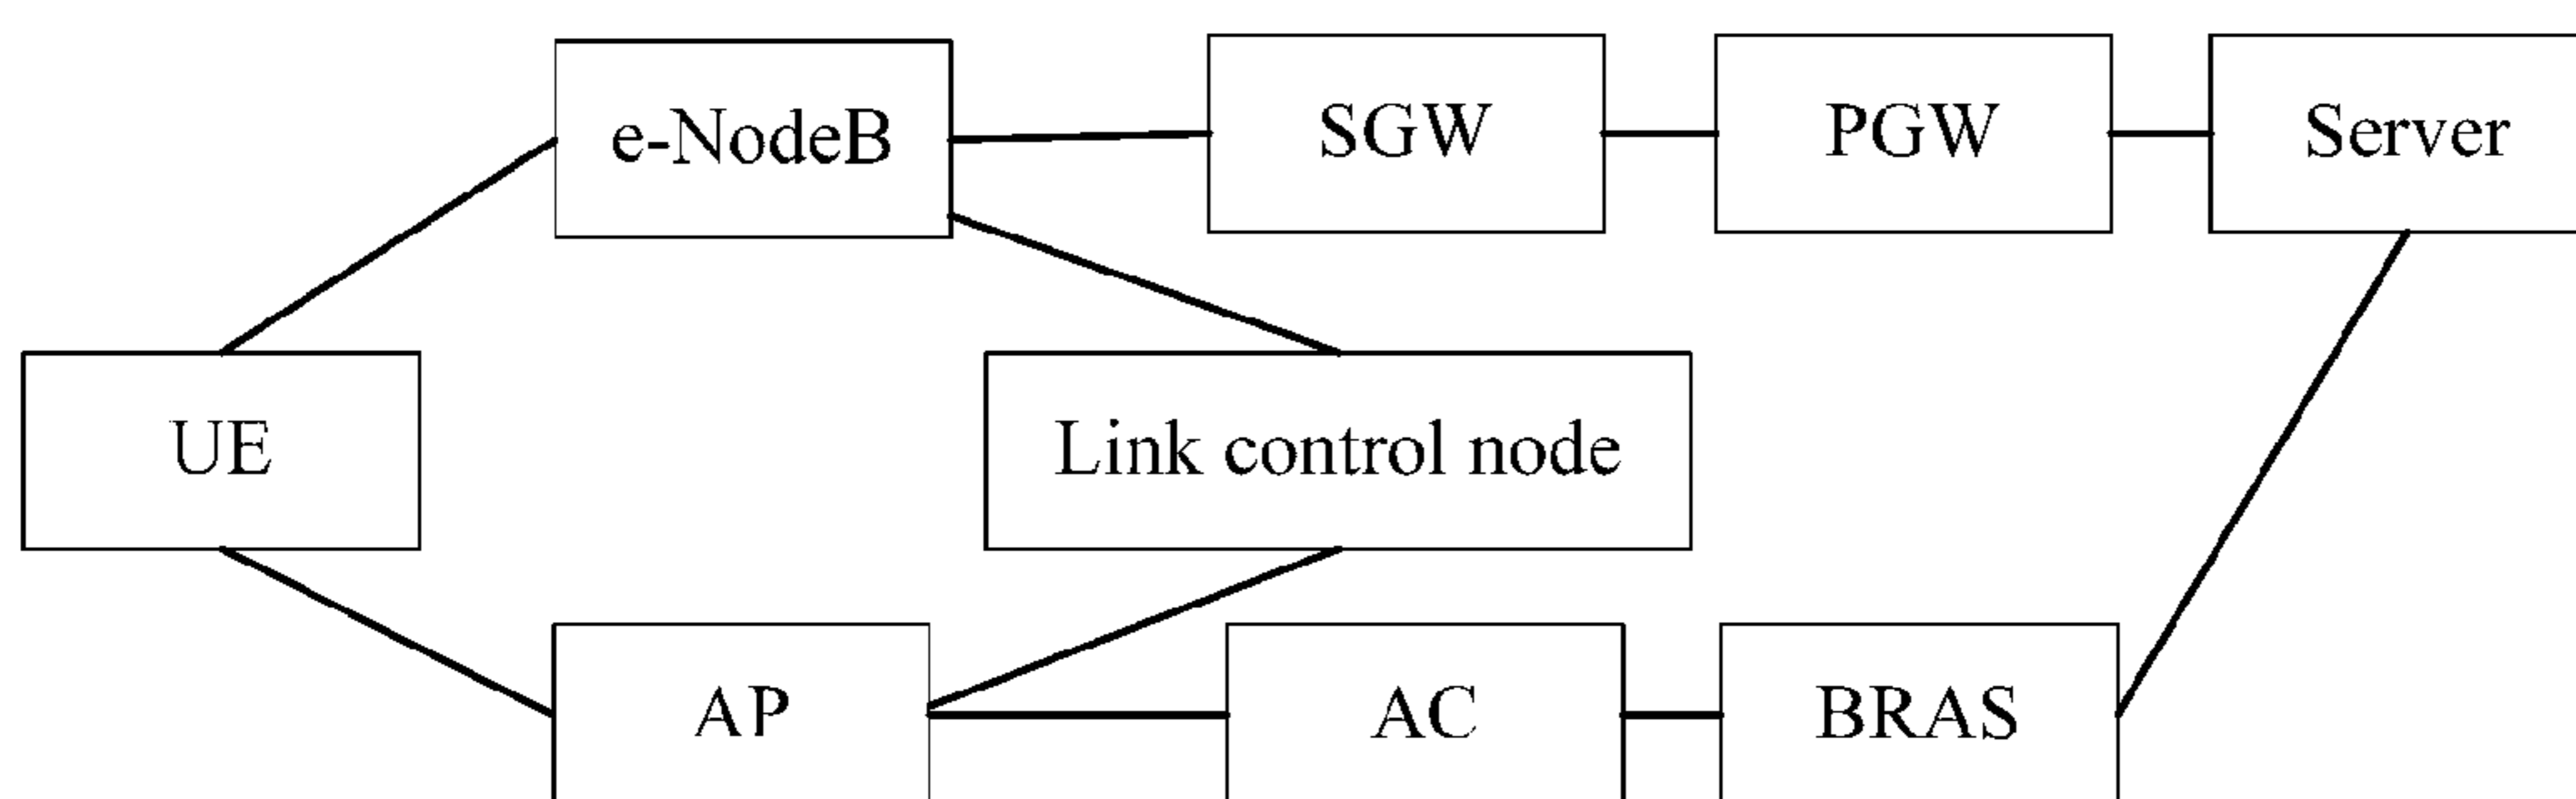 e-NodeB
SGW
PGW
Server
UE
Link control node
AP
AC
BRAS